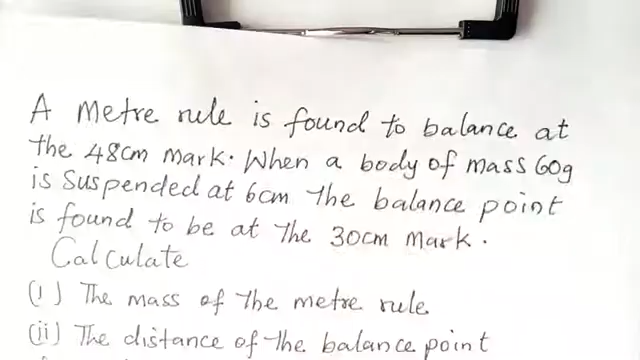 A metre rule is found to balance at
the 48cm mark. When a body of mass 60g
is suspended at 6cm the balance point
is found to be at the 30cm mark.
Calculate
(i) The mass of the metre rule
(ii) The distance of the balance point